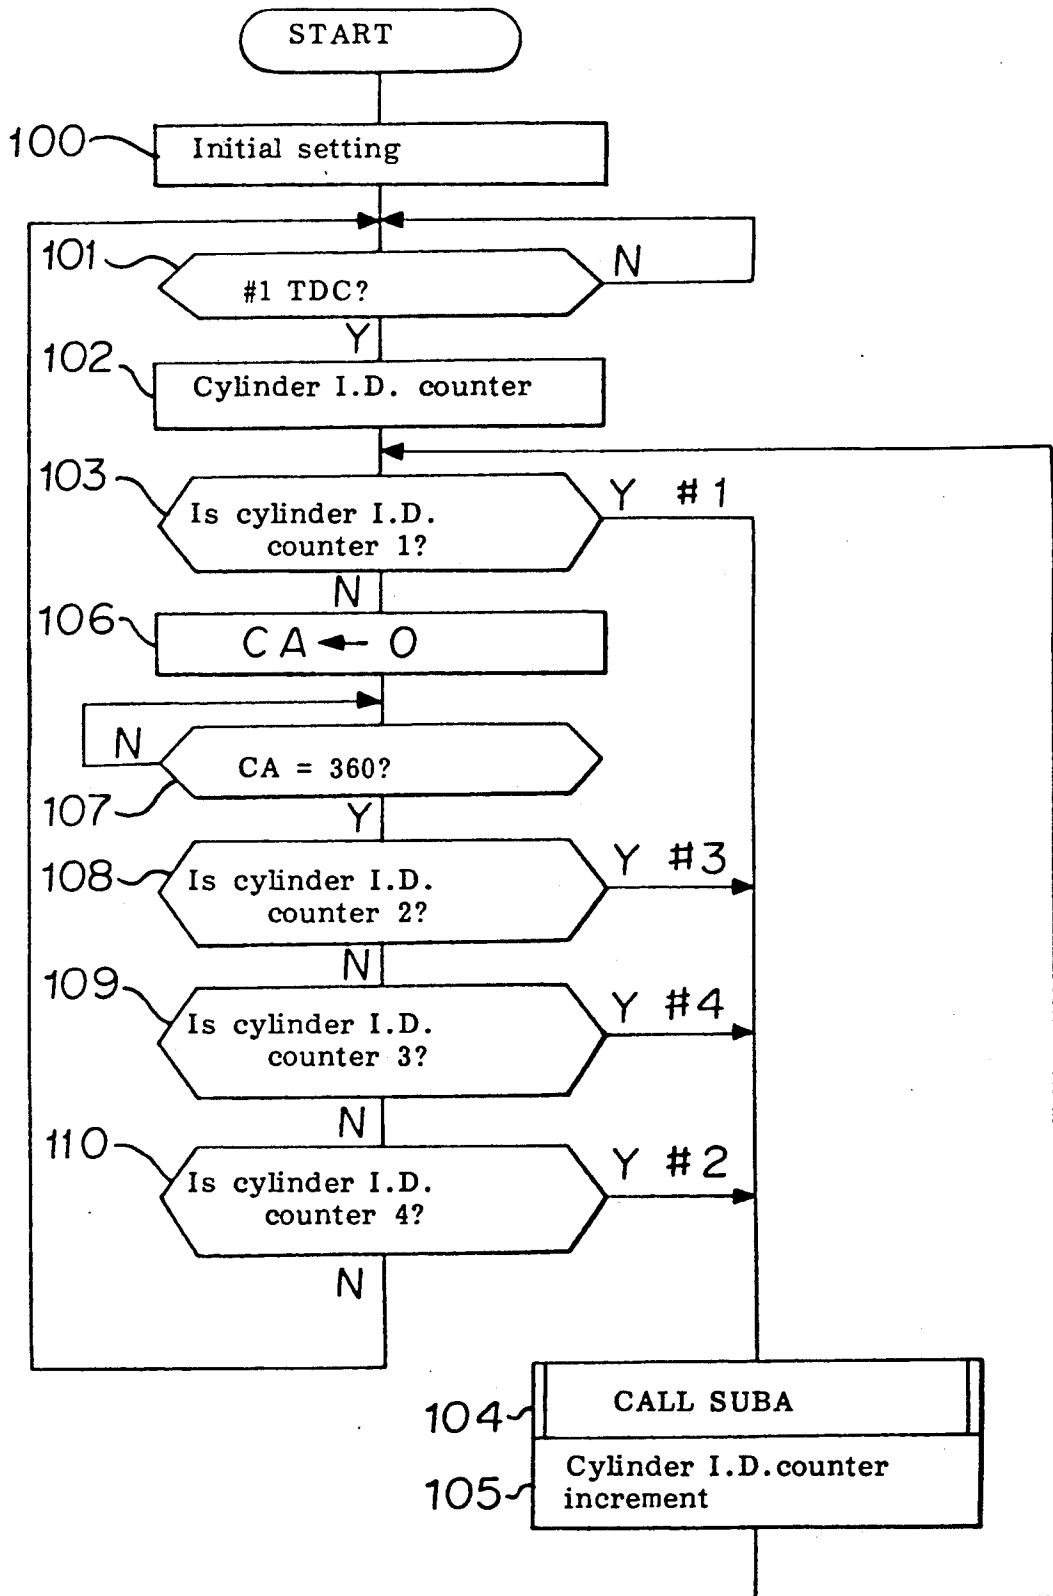 START
100
Initial setting
101
#1 TDC?
N
Y
102
Cylinder I.D. counter
103
Is cylinder I.D.
counter 1?
Y #1
N
106
CA ← 0
N
CA = 360?
107
Y
108
Is cylinder I.D.
counter 2?
Y #3
N
109
Is cylinder I.D.
counter 3?
Y #4
N
110
Is cylinder I.D.
counter 4?
Y #2
N
104
CALL SUBA
105
Cylinder I.D.counter
increment